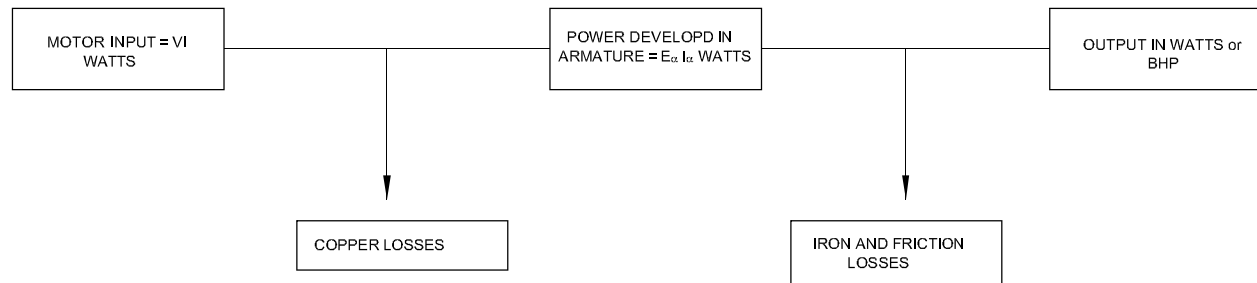 MOTOR INPUT = VI
WATTS
POWER DEVELOPD IN
ARMATURE = Eα Iα WATTS
OUTPUT IN WATTS or
BHP
COPPER LOSSES
IRON AND FRICTION
LOSSES